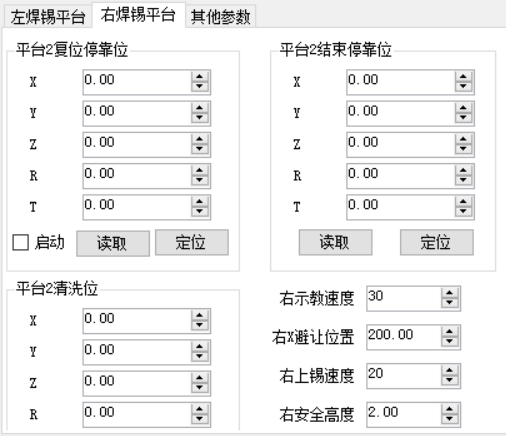 左焊锡平台 右焊锡平台 其他参数
平台2复位停靠位
X 0.00
Y 0.00
Z 0.00
R 0.00
T 0.00
启动 读取 定位
平台2结束停靠位
X 0.00
Y 0.00
Z 0.00
R 0.00
T 0.00
读取 定位
平台2清洗位
X 0.00
Y 0.00
Z 0.00
R 0.00
右示教速度 30
右X避让位置 200.00
右上锡速度 20
右安全高度 2.00